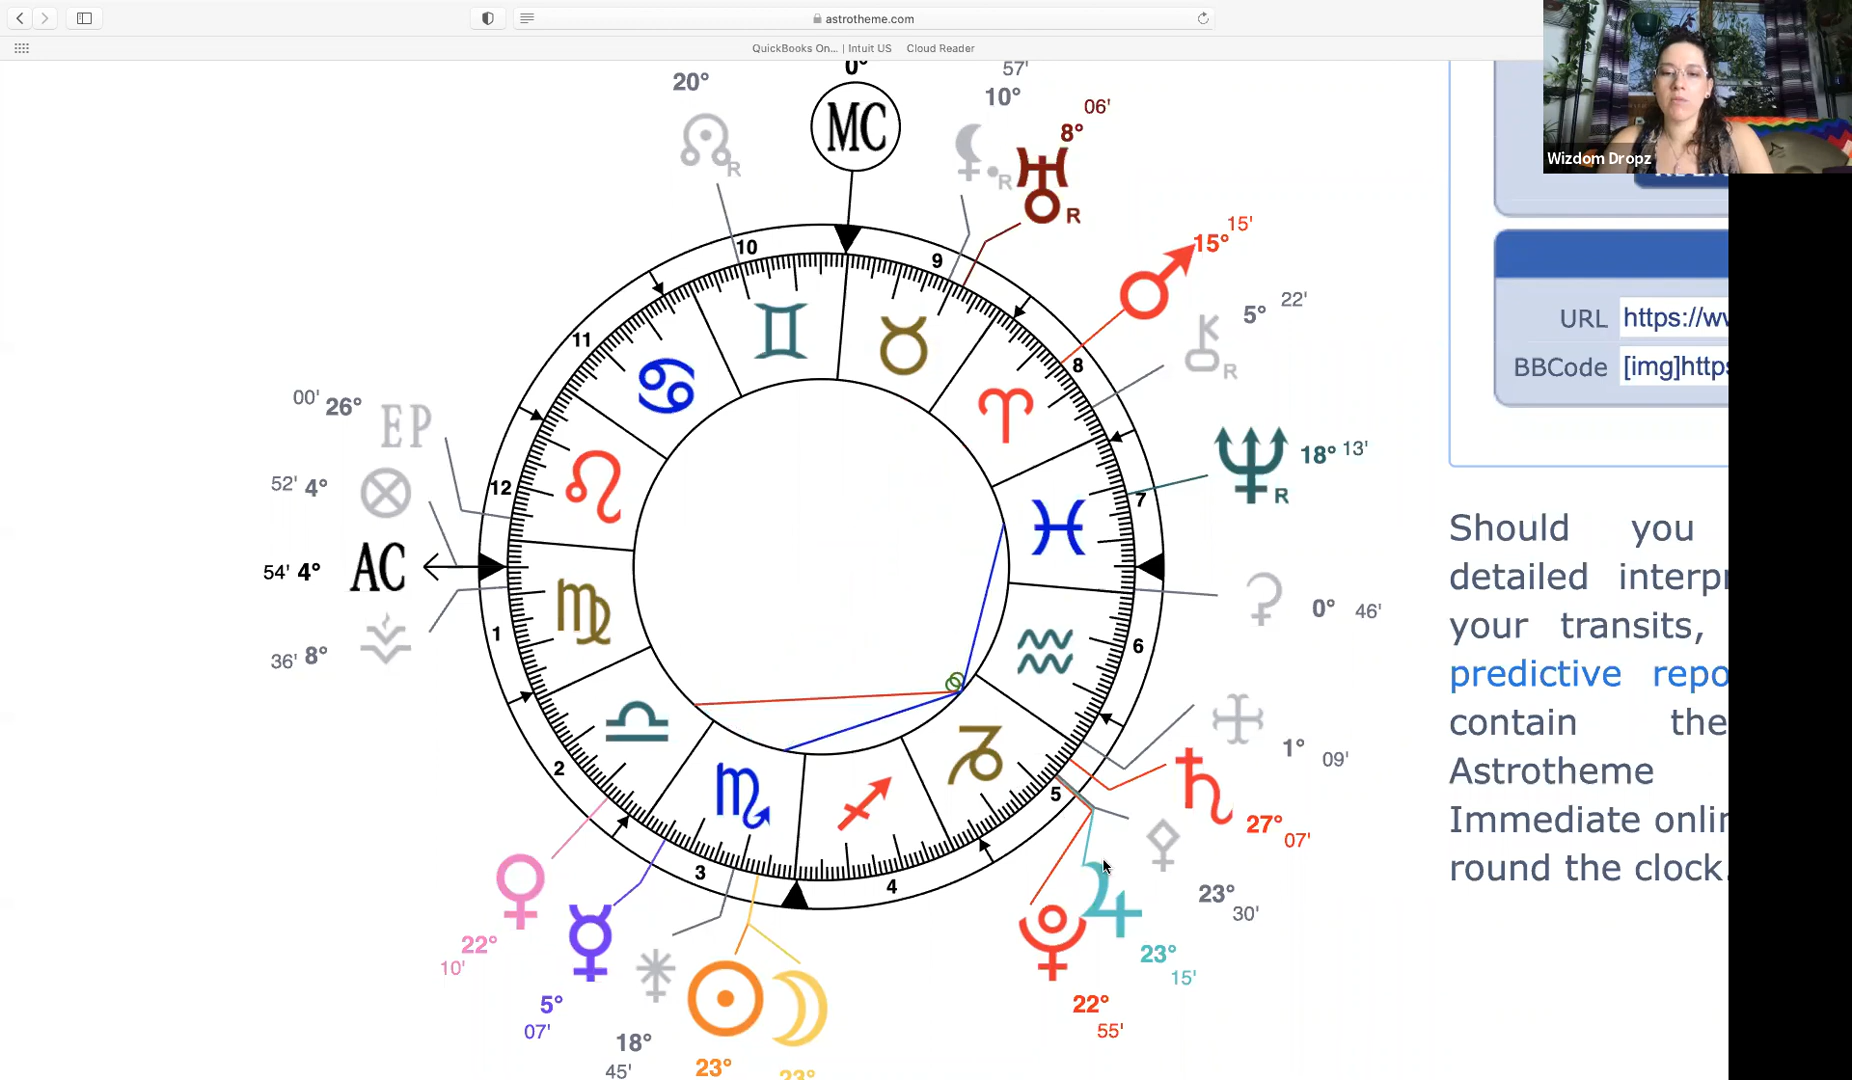 astrotheme.com
QuickBooks On... | Intuit US Cloud Reader
Wizdom Dropz
0°
MC
20°
R
57'
10°
R
06'
8°
R
15'
15°
22'
5°
R
18° 13'
R
0° 46'
1°
09'
27°
07'
23°
30'
23°
15'
22°
55'
23°
23°
18°
45'
5°
07'
22°
10'
00' 26° EP
52' 4°
54' 4° AC
36' 8°
1
2
3
4
5
6
7
8
9
10
11
12
URL https://w
BBCode [img]https
Should you
detailed interpr
your transits,
predictive repo
contain the
Astrotheme
Immediate onlin
round the clock.